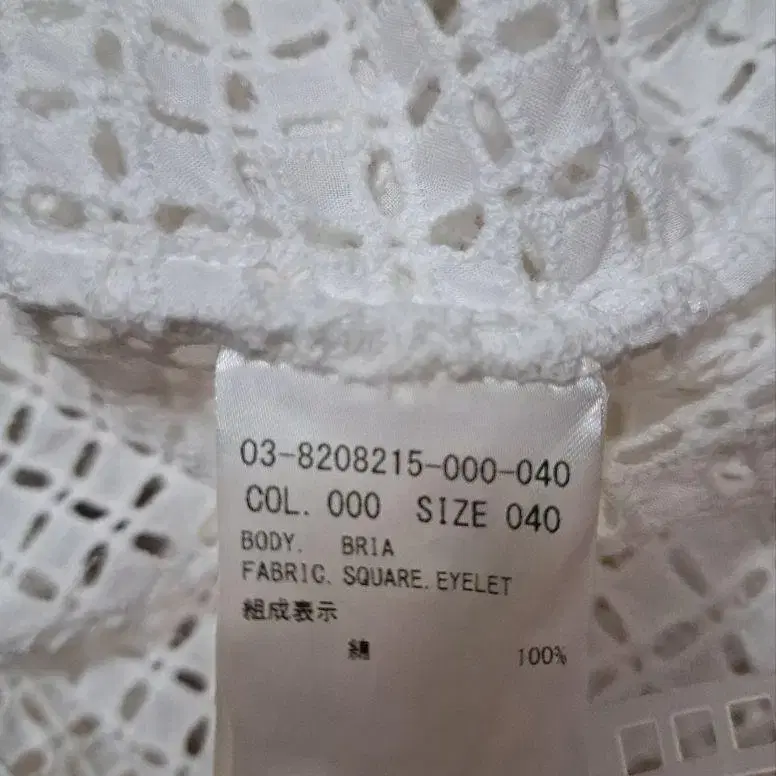 03-8208215-000-040
COL. 000 SIZE 040
BODY. BRIA
FABRIC. SQUARE. EYELET
組成表示
綿 100%